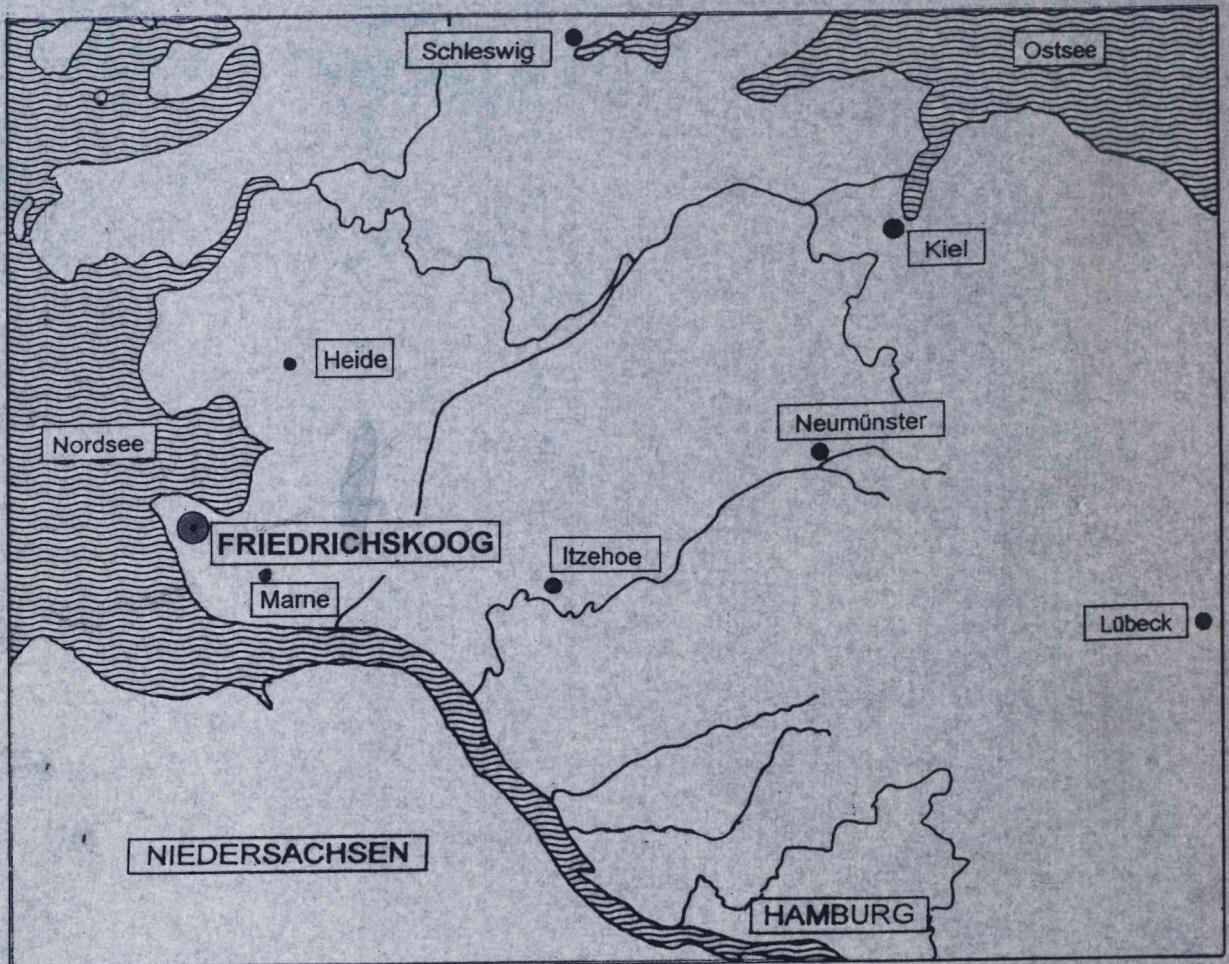 Schleswig
Ostsee
Kiel
Heide
Neumünster
Nordsee
FRIEDRICHSKOOG
Itzehoe
Marne
Lübeck
NIEDERSACHSEN
HAMBURG